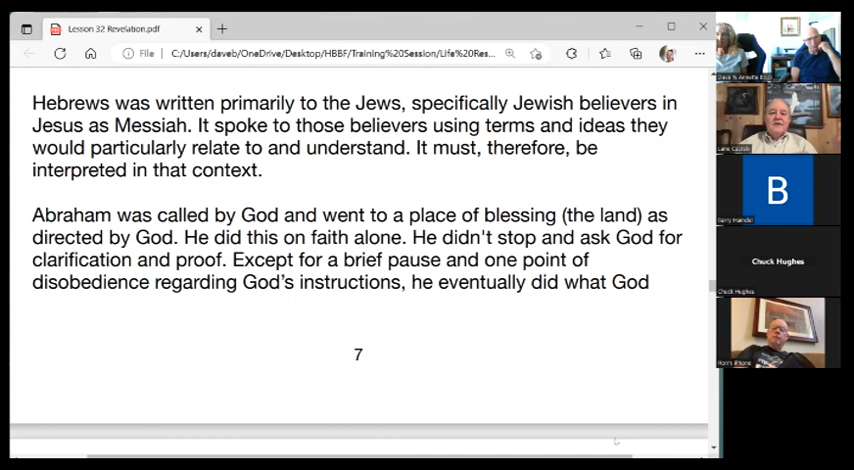 Lesson 32 Revelation.pdf
File
C:/Users/daveb/OneDrive/Desktop/HBBF/Training%20Session/Life%20Res...
Hebrews was written primarily to the Jews, specifically Jewish believers in
Jesus as Messiah. It spoke to those believers using terms and ideas they
would particularly relate to and understand. It must, therefore, be
interpreted in that context.
Abraham was called by God and went to a place of blessing (the land) as
directed by God. He did this on faith alone. He didn't stop and ask God for
clarification and proof. Except for a brief pause and one point of
disobedience regarding God's instructions, he eventually did what God
7
Dave & Annette
B
Chuck Hughes
Chuck Hughes
Ron's iPhone